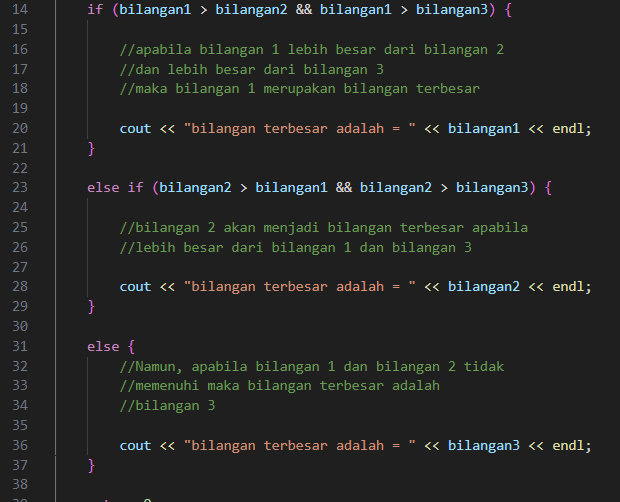 14 if (bilangan1 > bilangan2 && bilangan1 > bilangan3) {
15
16 //apabila bilangan 1 lebih besar dari bilangan 2
17 //dan lebih besar dari bilangan 3
18 //maka bilangan 1 merupakan bilangan terbesar
19
20 cout << "bilangan terbesar adalah = " << bilangan1 << endl;
21 }
22
23 else if (bilangan2 > bilangan1 && bilangan2 > bilangan3) {
24
25 //bilangan 2 akan menjadi bilangan terbesar apabila
26 //lebih besar dari bilangan 1 dan bilangan 3
27
28 cout << "bilangan terbesar adalah = " << bilangan2 << endl;
29 }
30
31 else {
32 //Namun, apabila bilangan 1 dan bilangan 2 tidak
33 //memenuhi maka bilangan terbesar adalah
34 //bilangan 3
35
36 cout << "bilangan terbesar adalah = " << bilangan3 << endl;
37 }
38